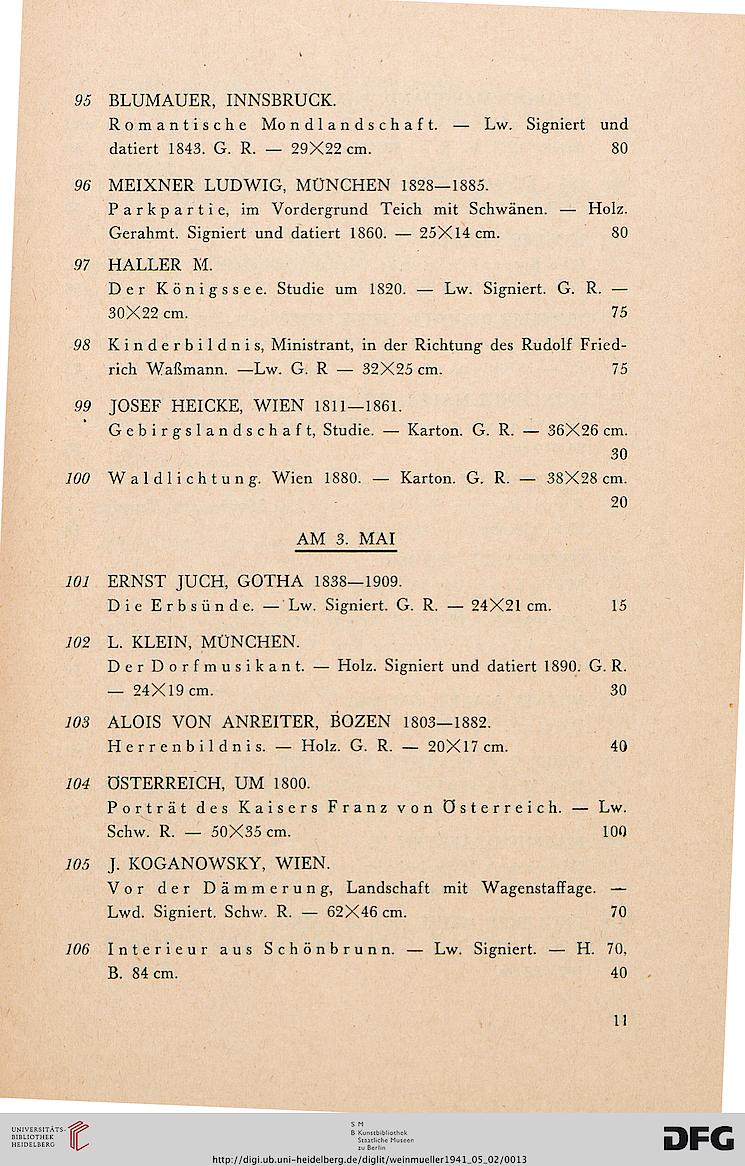 95 BLUMAUER, INNSBRUCK.
Romantische Mondlandschaft. — Lw. Signiert und
datiert 1843. G. R. — 29×22 cm. 80
96 MEIXNER LUDWIG, MÜNCHEN 1828—1885.
Parkpartie, im Vordergrund Teich mit Schwänen. — Holz.
Gerahmt. Signiert und datiert 1860. — 25×14 cm. 80
97 HALLER M.
Der Königssee. Studie um 1820. — Lw. Signiert. G. R. —
30×22 cm. 75
98 Kinderbildnis, Ministrant, in der Richtung des Rudolf Fried-
rich Waßmann. —Lw. G. R — 32×25 cm. 75
99 JOSEF HEICKE, WIEN 1811—1861.
Gebirgslandschaft, Studie. — Karton. G. R. — 36×26 cm.
30
100 Waldlichtung. Wien 1880. — Karton. G. R. — 38×28 cm.
20
AM 3. MAI
101 ERNST JUCH, GOTHA 1838—1909.
Die Erbsünde. — Lw. Signiert. G. R. — 24×21 cm. 15
102 L. KLEIN, MÜNCHEN.
Der Dorfmusikant. — Holz. Signiert und datiert 1890. G. R.
— 24×19 cm. 30
103 ALOIS VON ANREITER, BOZEN 1803—1882.
Herrenbildnis. — Holz. G. R. — 20×17 cm. 40
104 ÖSTERREICH, UM 1800.
Porträt des Kaisers Franz von Österreich. — Lw.
Schw. R. — 50×35 cm. 100
105 J. KOGANOWSKY, WIEN.
Vor der Dämmerung, Landschaft mit Wagenstaffage. —
Lwd. Signiert. Schw. R. — 62×46 cm. 70
106 Interieur aus Schönbrunn. — Lw. Signiert. — H. 70,
B. 84 cm. 40
11
UNIVERSITÄTS-
BIBLIOTHEK
HEIDELBERG
S M
B Kunstbibliothek
Staatliche Museen
zu Berlin
DFG
http://digi.ub.uni-heidelberg.de/diglit/weinmueller1941_05_02/0013